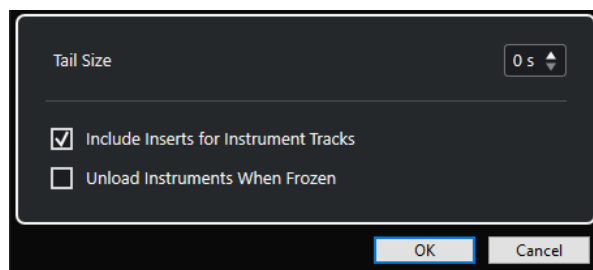 Tail Size
0 s
Include Inserts for Instrument Tracks
Unload Instruments When Frozen
OK Cancel